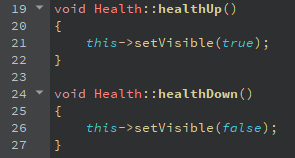 19 void Health::healthUp()
20 {
21 this->setVisible(true);
22 }
23
24 void Health::healthDown()
25 {
26 this->setVisible(false);
27 }